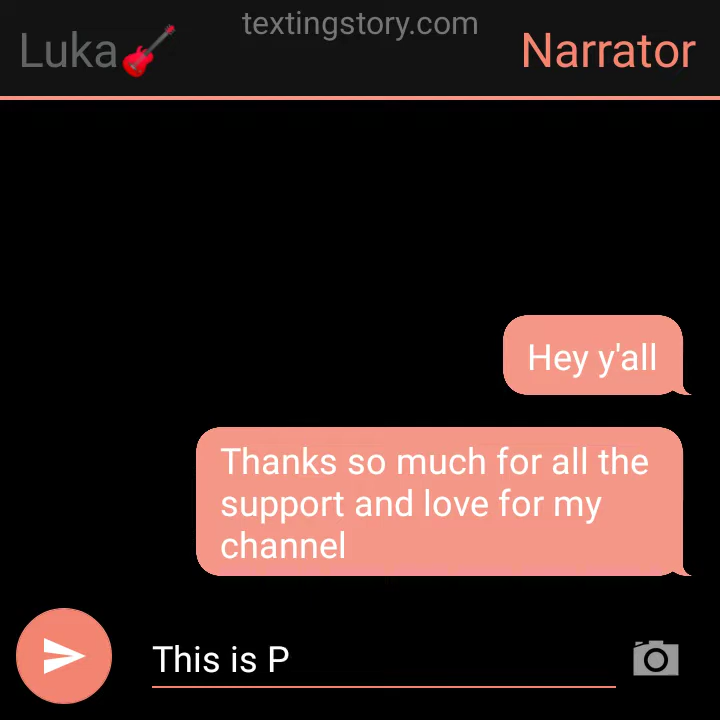 textingstory.com
Luka🎸
Narrator
Hey y'all
Thanks so much for all the
support and love for my
channel
This is P